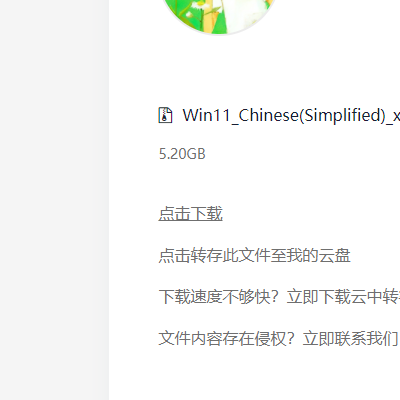 Win11_Chinese(Simplified)_x
5.20GB
点击下载
点击转存此文件至我的云盘
下载速度不够快？立即下载云中转
文件内容存在侵权？立即联系我们